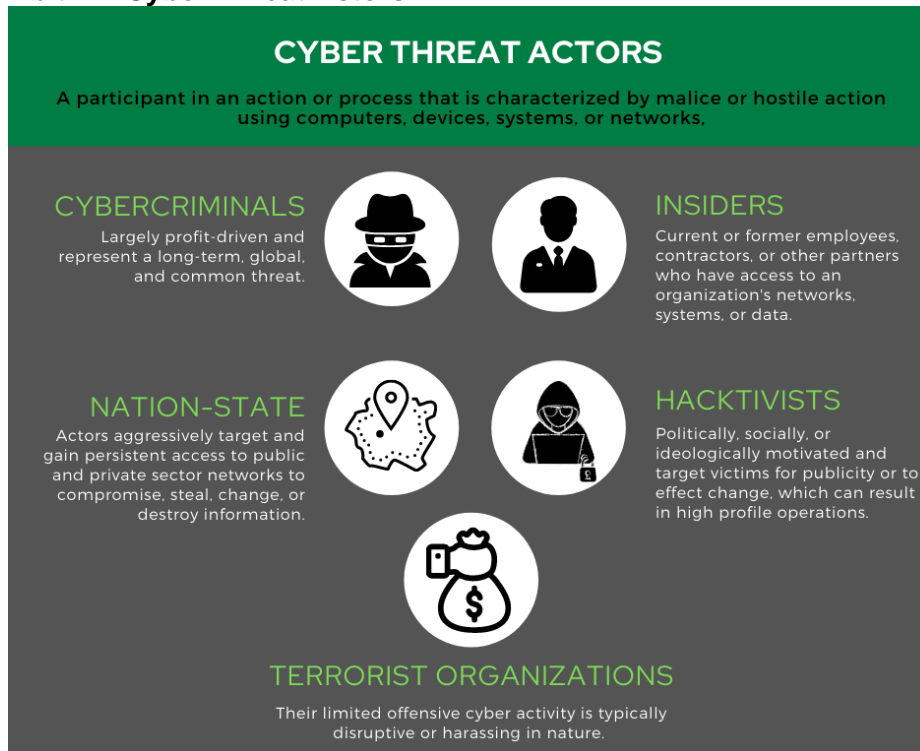 CYBER THREAT ACTORS
A participant in an action or process that is characterized by malice or hostile action
using computers, devices, systems, or networks,
CYBERCRIMINALS
Largely profit-driven and
represent a long-term, global,
and common threat.
INSIDERS
Current or former employees,
contractors, or other partners
who have access to an
organization's networks,
systems, or data.
NATION-STATE
Actors aggressively target and
gain persistent access to public
and private sector networks to
compromise, steal, change, or
destroy information.
HACKTIVISTS
Politically, socially, or
ideologically motivated and
target victims for publicity or to
effect change, which can result
in high profile operations.
$
TERRORIST ORGANIZATIONS
Their limited offensive cyber activity is typically
disruptive or harassing in nature.